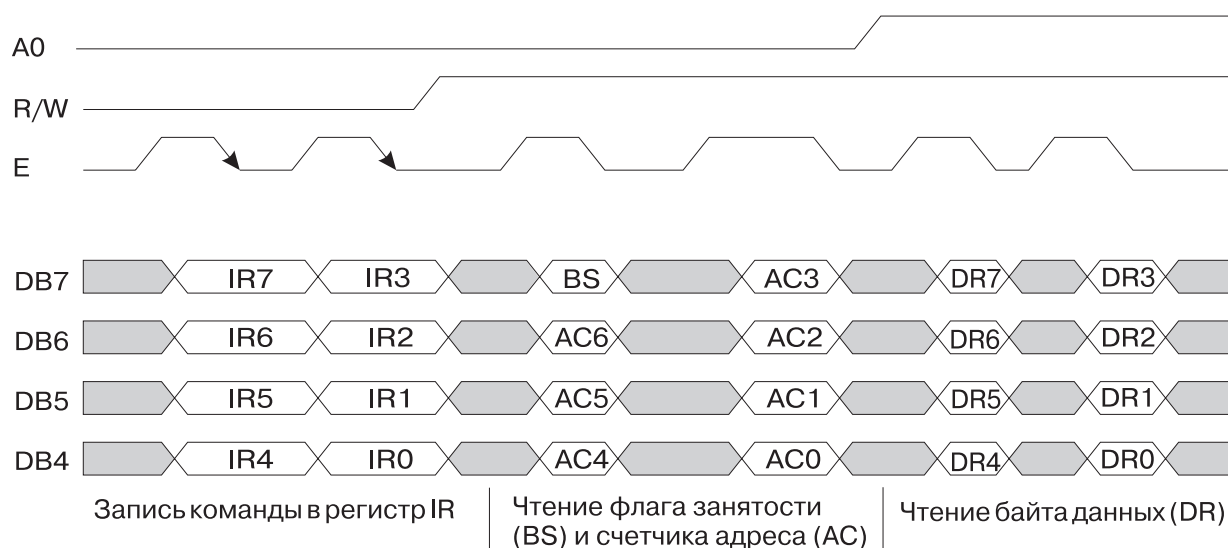 A0
R/W
E
DB7 IR7 IR3 BS AC3 DR7 DR3
DB6 IR6 IR2 AC6 AC2 DR6 DR2
DB5 IR5 IR1 AC5 AC1 DR5 DR1
DB4 IR4 IR0 AC4 AC0 DR4 DR0
Запись команды в регистр IR
Чтение флага занятости
(BS) и счетчика адреса (AC)
Чтение байта данных (DR)